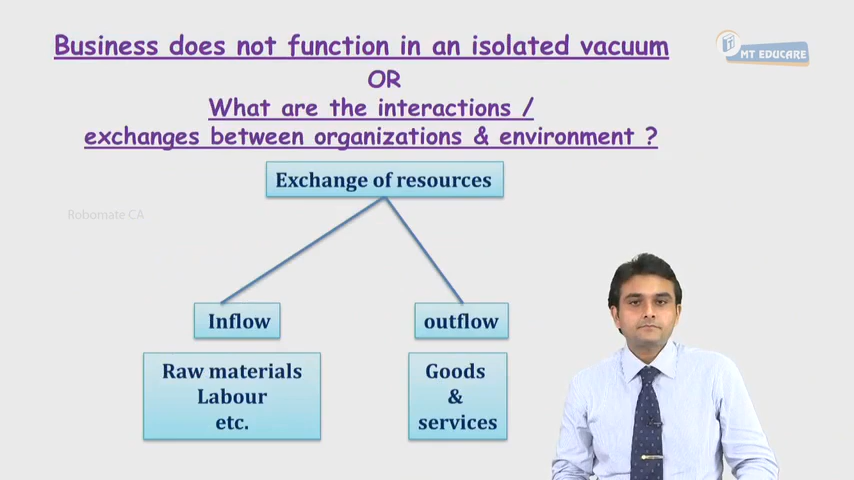 Business does not function in an isolated vacuum
OR
What are the interactions /
exchanges between organizations & environment ?
MT EDUCARE
Exchange of resources
Robomate CA
Inflow
outflow
Raw materials
Labour
etc.
Goods
&
services